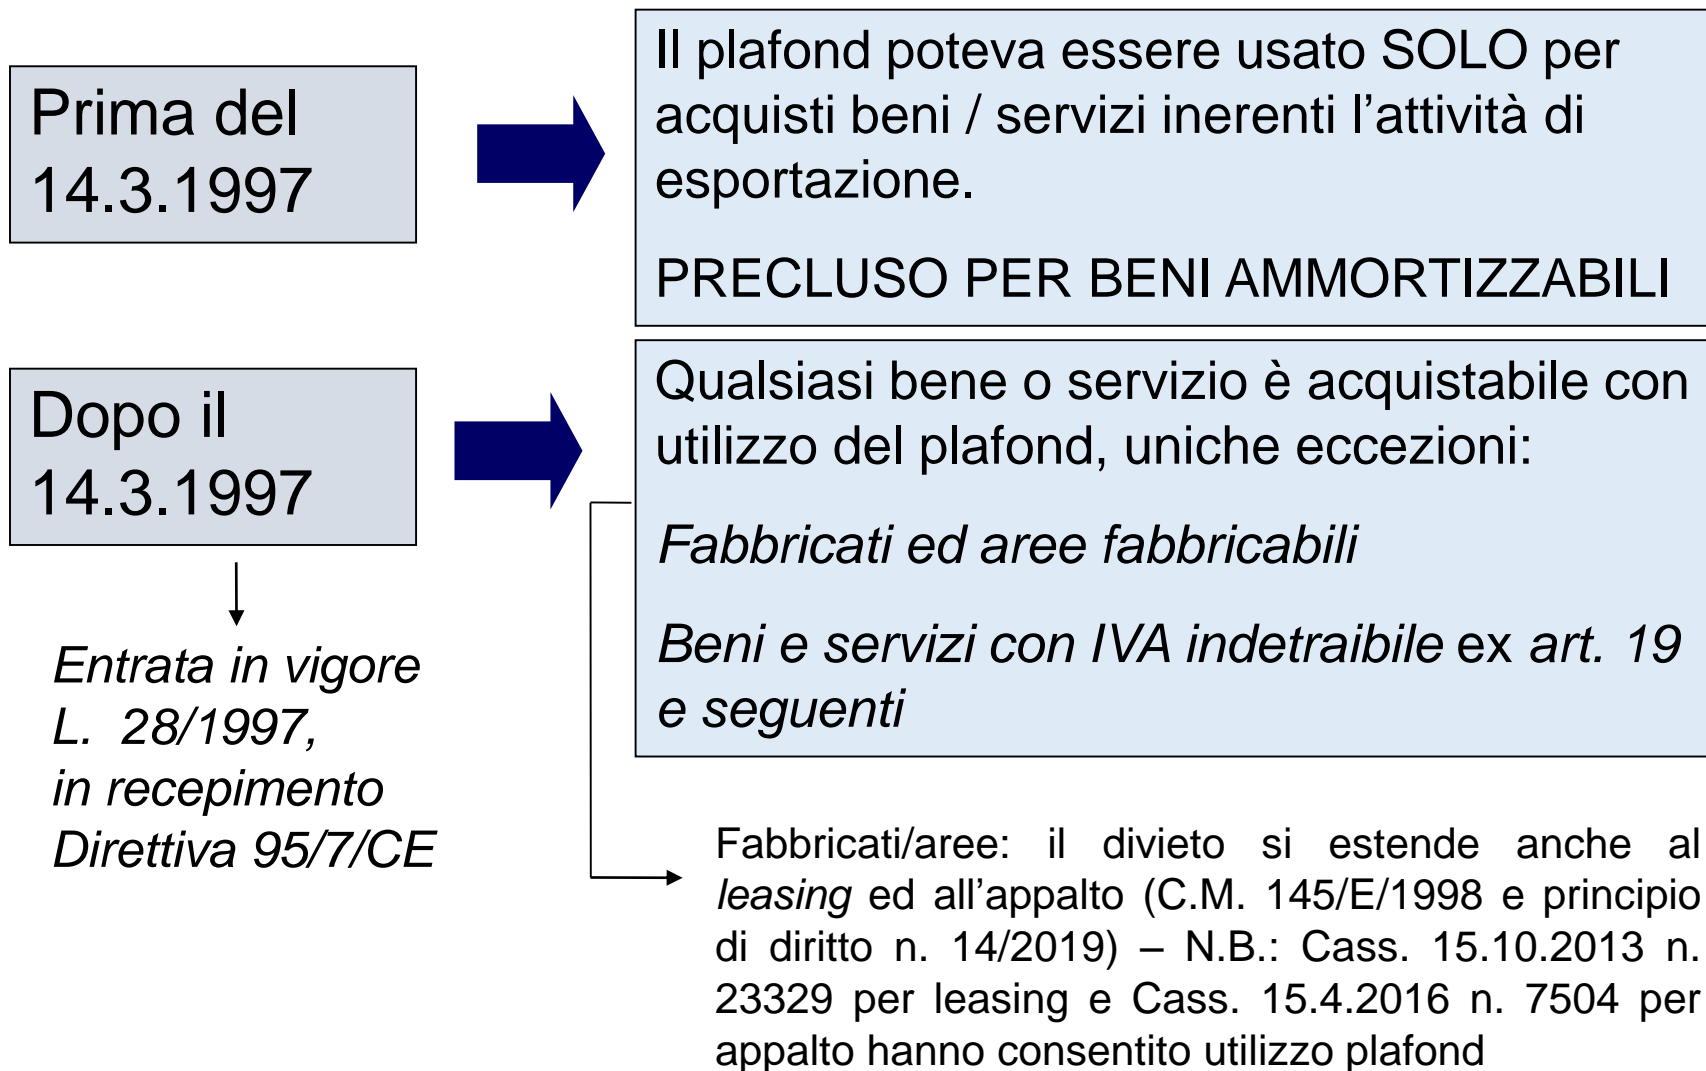 Prima del
14.3.1997
Il plafond poteva essere usato SOLO per
acquisti beni / servizi inerenti l’attività di
esportazione.
PRECLUSO PER BENI AMMORTIZZABILI
Dopo il
14.3.1997
Qualsiasi bene o servizio è acquistabile con
utilizzo del plafond, uniche eccezioni:
Fabbricati ed aree fabbricabili
Beni e servizi con IVA indetraibile ex art. 19
e seguenti
Entrata in vigore
L. 28/1997,
in recepimento
Direttiva 95/7/CE
Fabbricati/aree: il divieto si estende anche al
leasing ed all’appalto (C.M. 145/E/1998 e principio
di diritto n. 14/2019) – N.B.: Cass. 15.10.2013 n.
23329 per leasing e Cass. 15.4.2016 n. 7504 per
appalto hanno consentito utilizzo plafond